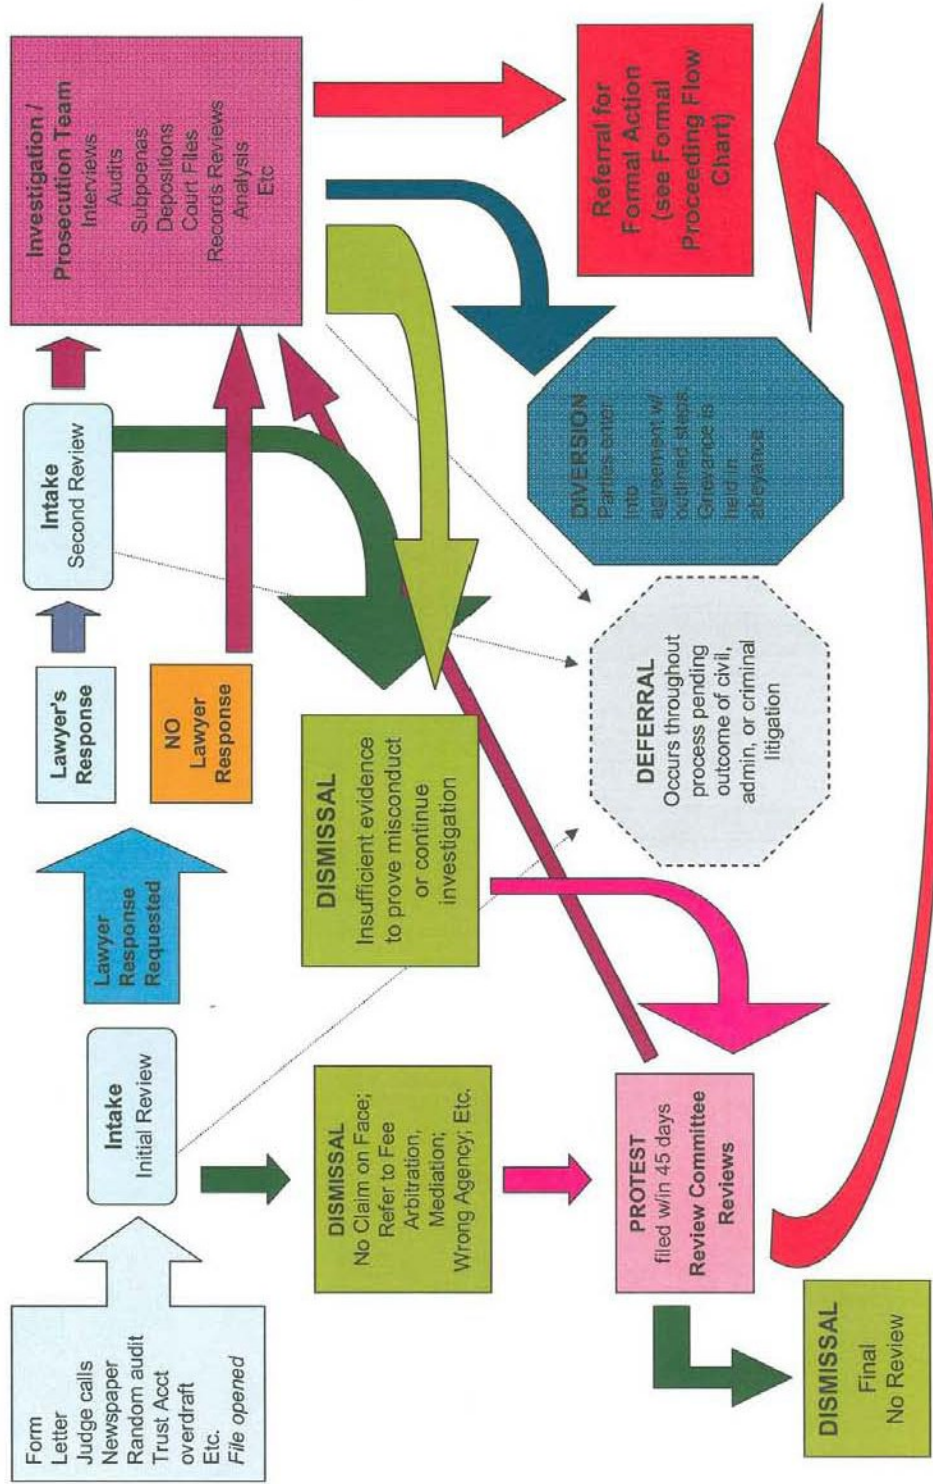 Form
Letter
Judge calls
Newspaper
Random audit
Trust Acct
overdraft
Etc.
File opened
Intake
Initial Review
Lawyer
Response
Requested
Lawyer's
Response
NO
Lawyer
Response
Intake
Second Review
Investigation /
Prosecution Team
Interviews
Audits
Subpoenas
Depositions
Court Files
Records Reviews
Analysis
Etc
DISMISSAL
No Claim on Face;
Refer to Fee
Arbitration,
Mediation;
Wrong Agency; Etc.
DISMISSAL
Insufficient evidence
to prove misconduct
or continue
investigation
PROTEST
filed w/in 45 days
Review Committee
Reviews
DEFERRAL
Occurs throughout
process pending
outcome of civil,
admin, or criminal
litigation
DIVERSION
Parties enter
into
agreement w/
outlined steps.
Grievance is
held in
abeyance
Referral for
Formal Action
(see Formal
Proceeding Flow
Chart)
DISMISSAL
Final
No Review